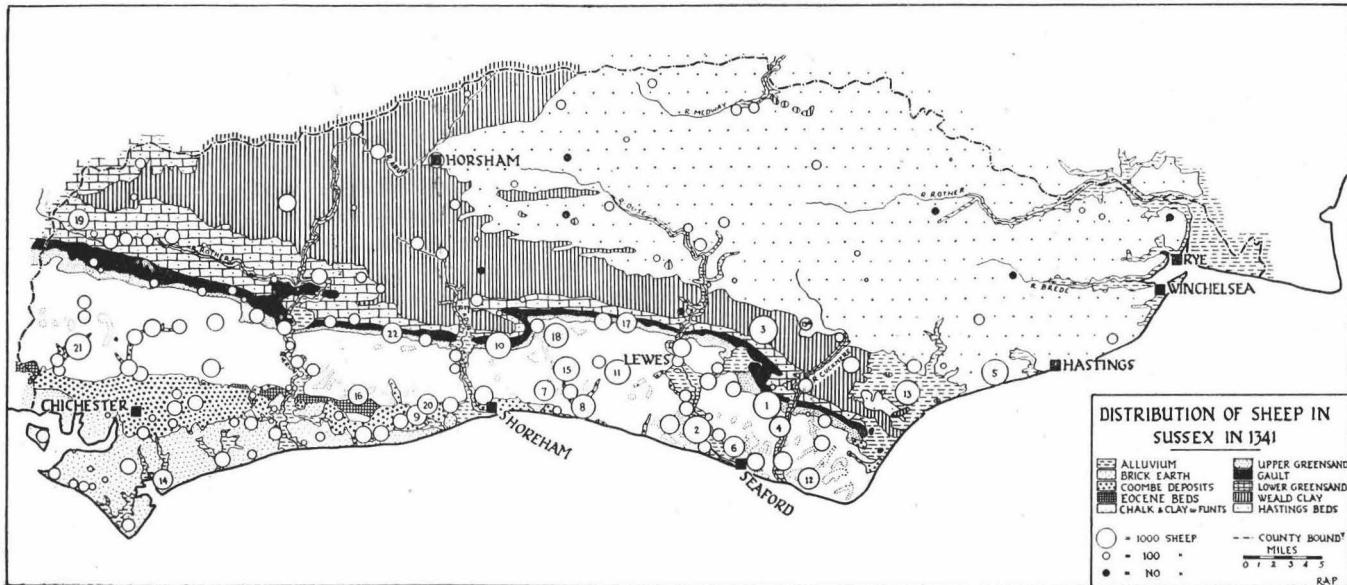 R. MEDWAY
HORSHAM
R. ARUN
R. OUSE
R. ROTHER
19
R. ROTHER
RYE
R. BREDE
WINCHELSEA
22
10
18
17
3
21
LEWES
R. CUCKMERE
HASTINGS
15
11
5
13
16
7
8
1
CHICHESTER
9
20
SHOREHAM
2
4
6
14
SEAFORD
12
DISTRIBUTION OF SHEEP IN
SUSSEX IN 1341
ALLUVIUM
BRICK EARTH
COOMBE DEPOSITS
EOCENE BEDS
CHALK & CLAY w FLINTS
UPPER GREENSAND
GAULT
LOWER GREENSAND
WEALD CLAY
HASTINGS BEDS
= 1000 SHEEP
= 100 "
= NO "
COUNTY BOUNDY
MILES
0 1 2 3 4 5
RAP